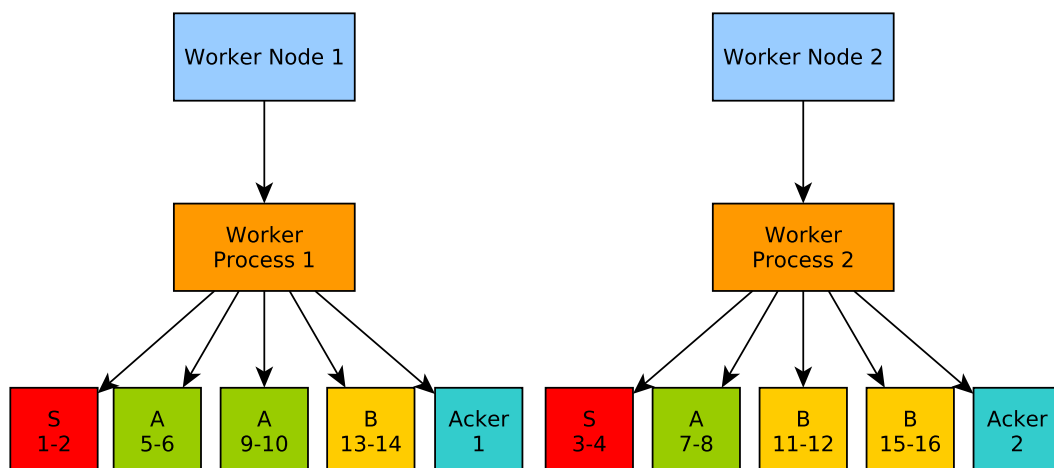 Worker Node 1
Worker Node 2
Worker
Process 1
Worker
Process 2
S
1-2
A
5-6
A
9-10
B
13-14
Acker
1
S
3-4
A
7-8
B
11-12
B
15-16
Acker
2